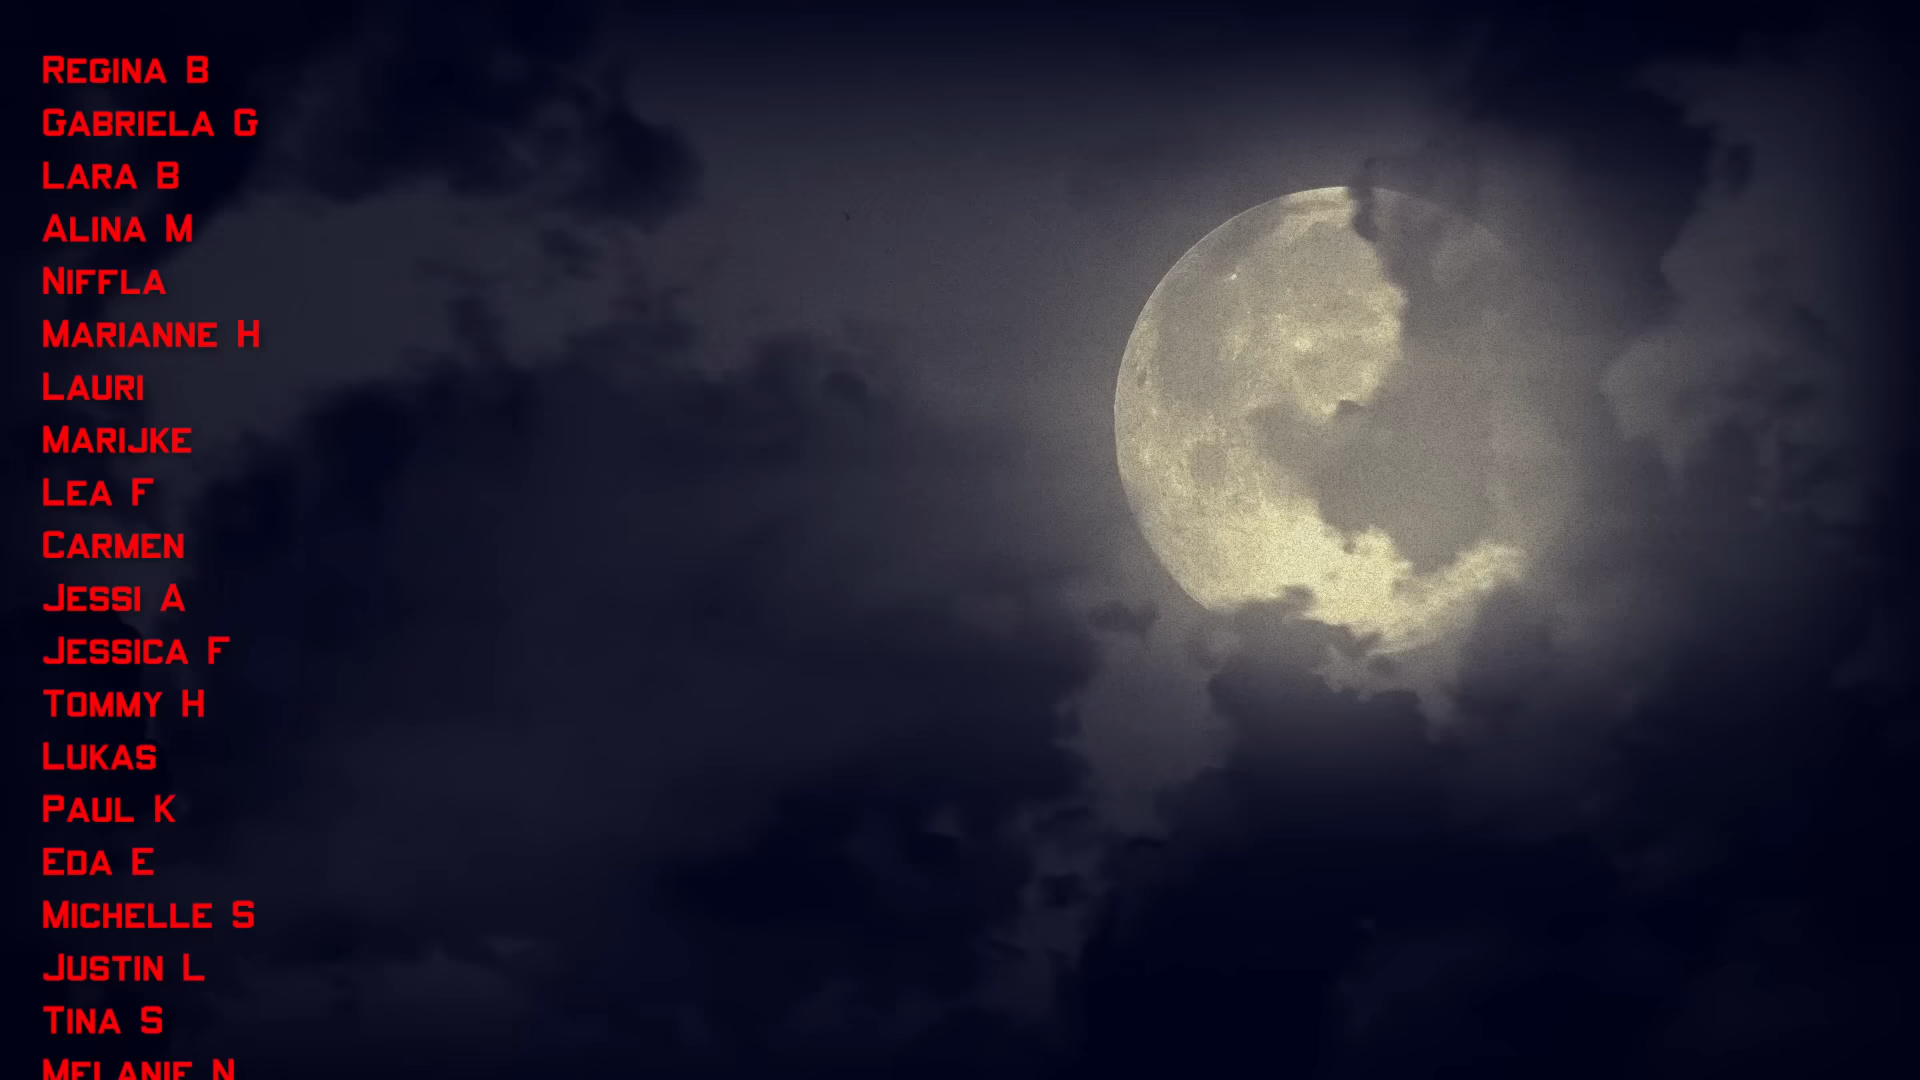 Regina B
Gabriela G
Lara B
Alina M
Niffla
Marianne H
Lauri
Marijke
Lea F
Carmen
Jessi A
Jessica F
Tommy H
Lukas
Paul K
Eda E
Michelle S
Justin L
Tina S
Melanie N